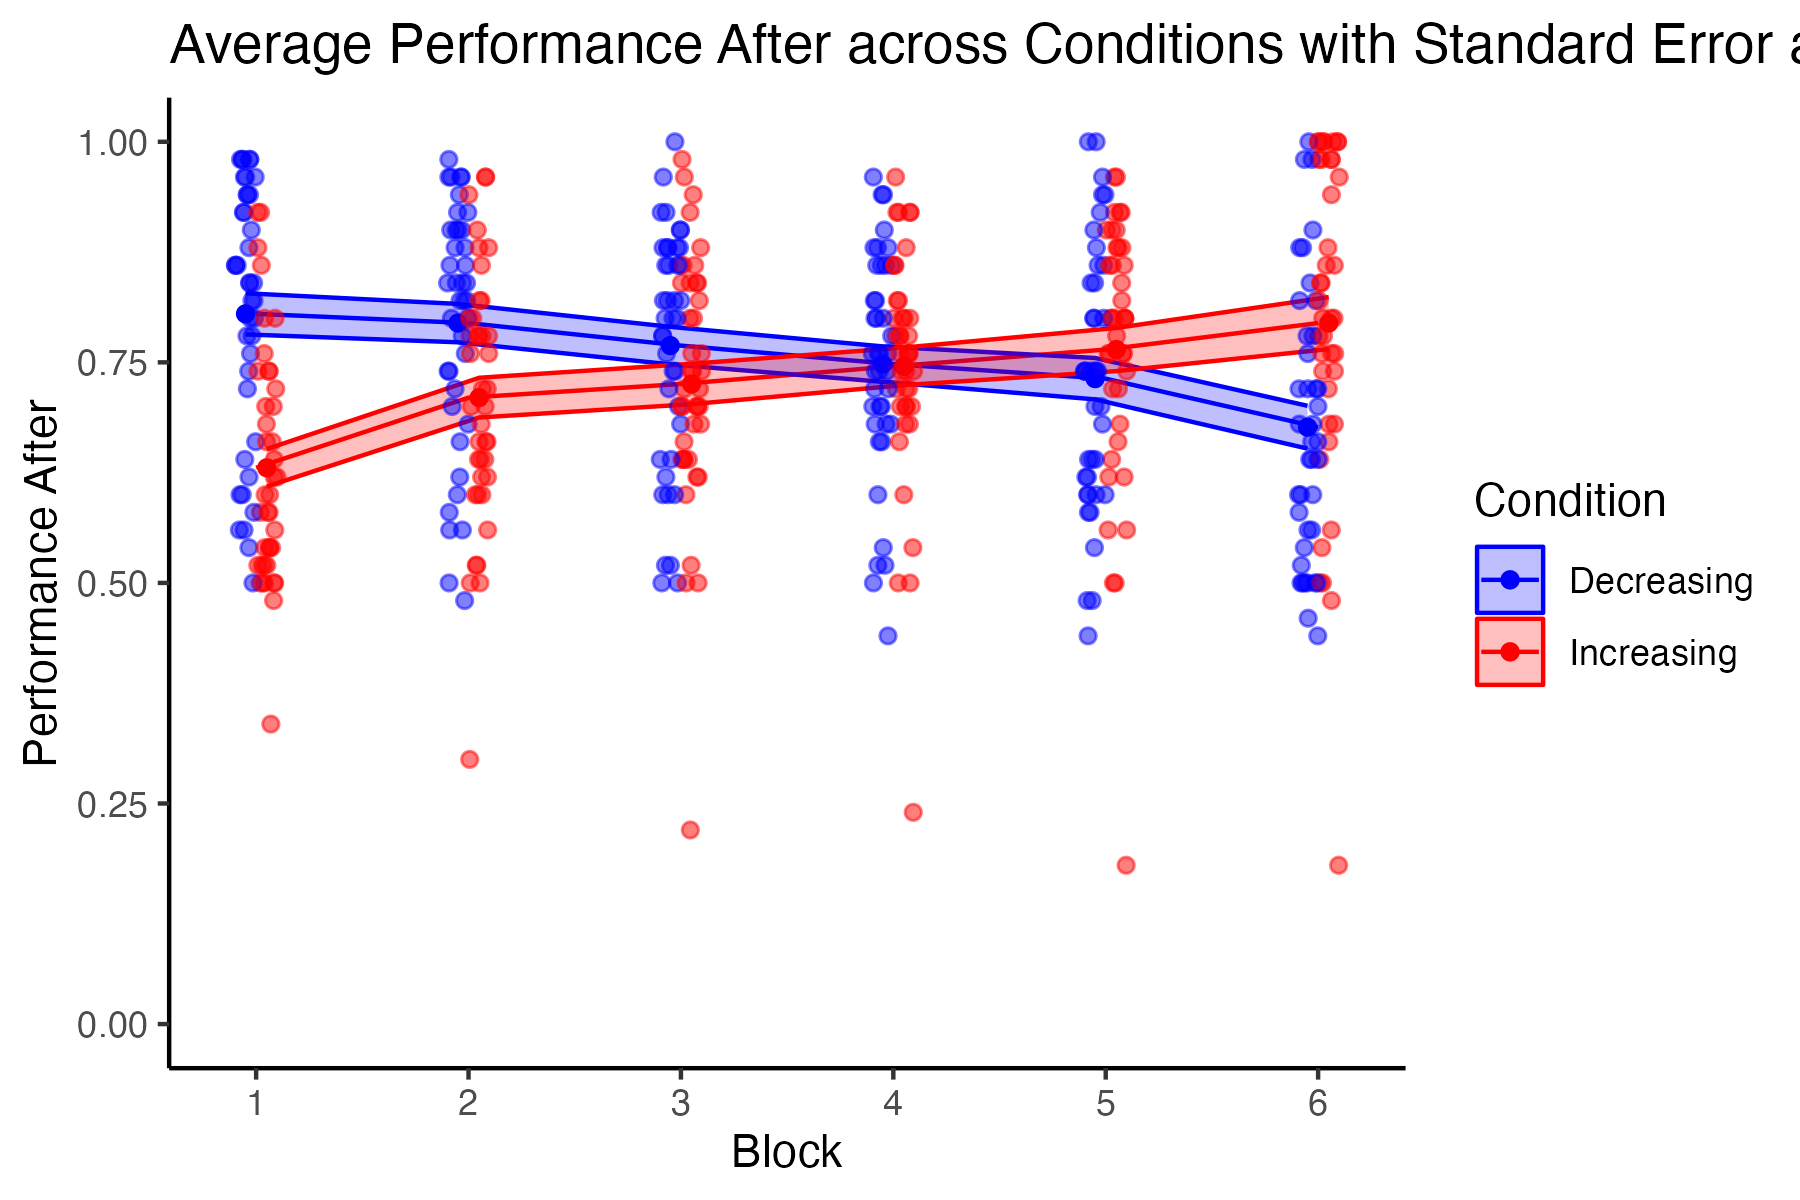 Average Performance After across Conditions with Standard Error
Performance After
1.00
0.75
0.50
0.25
0.00
1 2 3 4 5 6
Block
Condition
Decreasing
Increasing